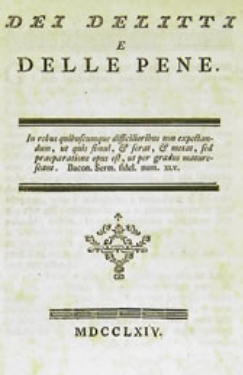 DEI DELITTI
E
DELLE PENE.
In rebus quibuscumque difficilioribus non expectan-
dum, ut quis simul, & serat, & metat, sed
præparatione opus est, ut per gradus mature-
scant. Bacon. Serm. fidel. num. XLV.
MDCCLXIV.